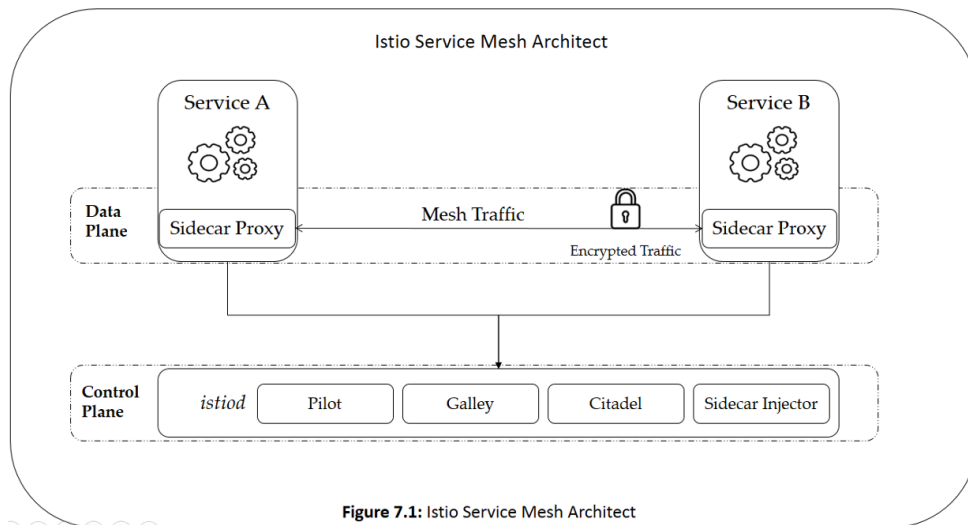 Istio Service Mesh Architect
Service A
Service B
Data
Plane
Sidecar Proxy
Mesh Traffic
Encrypted Traffic
Sidecar Proxy
Control
Plane
istiod
Pilot
Galley
Citadel
Sidecar Injector
Figure 7.1: Istio Service Mesh Architect